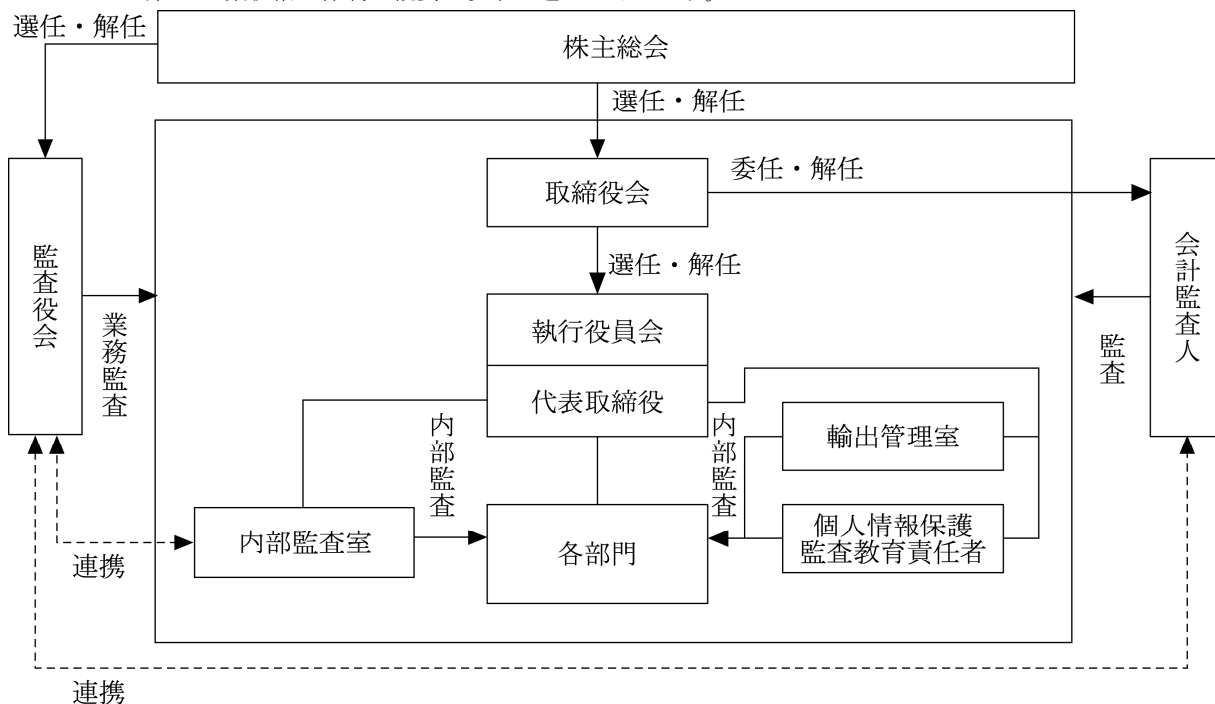 選任・解任
株主総会
選任・解任
取締役会
委任・解任
監査役会
会計監査人
選任・解任
業務監査
執行役員会
監査
代表取締役
内部監査
内部監査
輸出管理室
内部監査室
各部門
個人情報保護
監査教育責任者
連携
連携